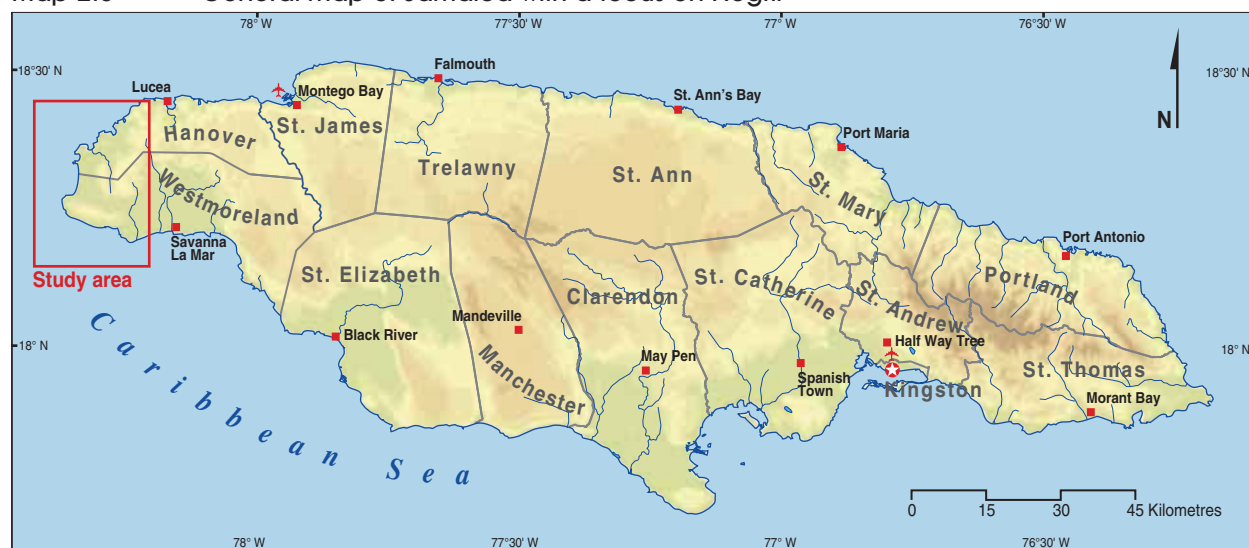 78° W
77°30' W
77° W
76°30' W
18°30' N
18°30' N
Lucea
Montego Bay
Falmouth
St. Ann's Bay
Port Maria
N
Hanover
St. James
Trelawny
St. Ann
St. Mary
Westmoreland
Savanna
La Mar
Port Antonio
Study area
St. Elizabeth
Clarendon
St. Catherine
St. Andrew
Portland
Mandeville
Black River
Half Way Tree
18° N
18° N
Manchester
May Pen
Spanish
Town
Kingston
St. Thomas
Morant Bay
Caribbean Sea
0 15 30 45 Kilometres
78° W
77°30' W
77° W
76°30' W